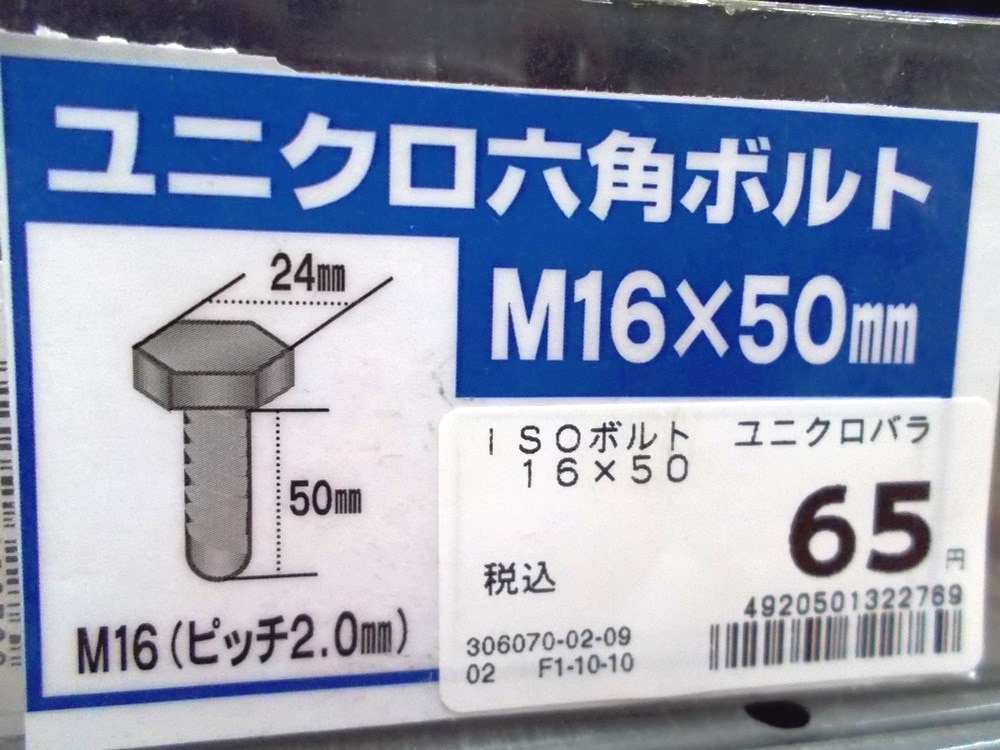 ユニクロ六角ボルト
M16×50㎜
24㎜
50㎜
M16(ピッチ2.0㎜)
ISOボルト ユニクロバラ
16×50
65円
税込
4920501322769
306070-02-09
02 F1-10-10